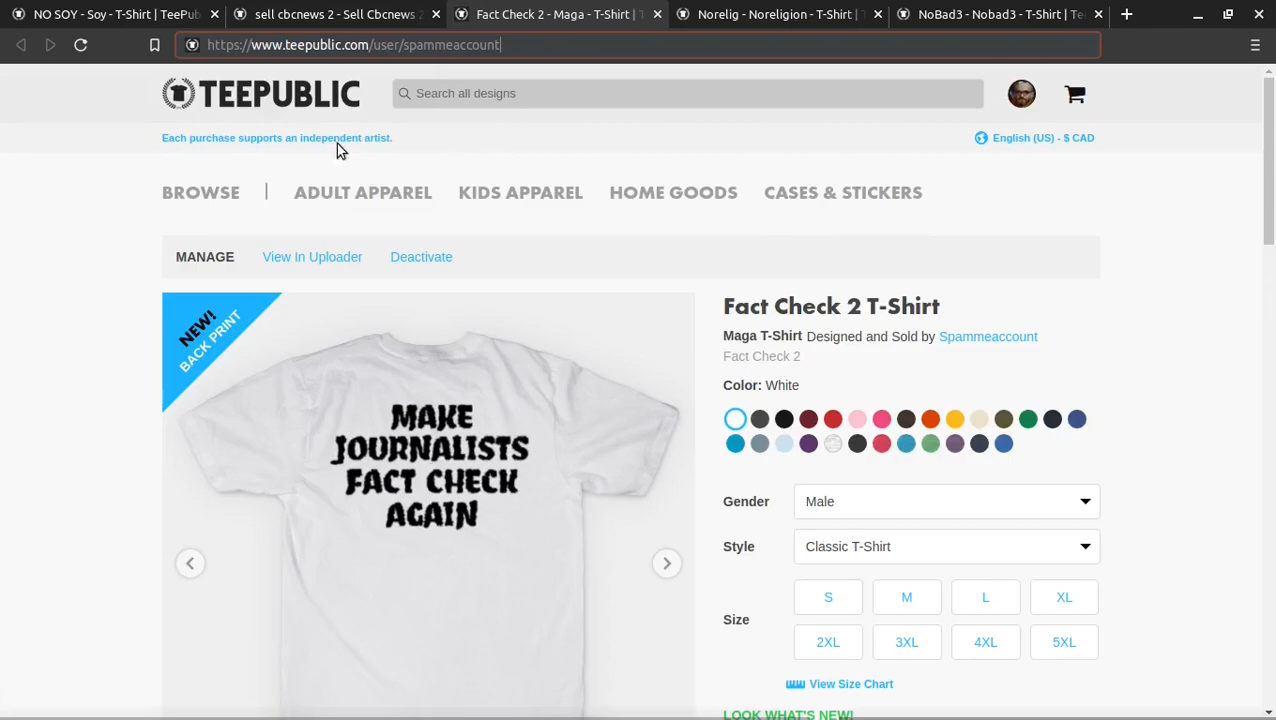 NO SOY - Soy - T-Shirt | TeePub
sell cbcnews 2 - Sell Cbcnews 2
Fact Check 2 - Maga - T-Shirt |
Norelig - Noreligion - T-Shirt |
NoBad3 - Nobad3 - T-Shirt | Tee
https://www.teepublic.com/user/spammeaccount
TEEPUBLIC
Search all designs
Each purchase supports an independent artist.
English (US) - $ CAD
BROWSE | ADULT APPAREL KIDS APPAREL HOME GOODS CASES & STICKERS
MANAGE View In Uploader Deactivate
NEW!
BACK PRINT
MAKE
JOURNALISTS
FACT CHECK
AGAIN
Fact Check 2 T-Shirt
Maga T-Shirt Designed and Sold by Spammeaccount
Fact Check 2
Color: White
Gender Male
Style Classic T-Shirt
Size
S M L XL
2XL 3XL 4XL 5XL
View Size Chart
LOOK WHAT'S NEW!